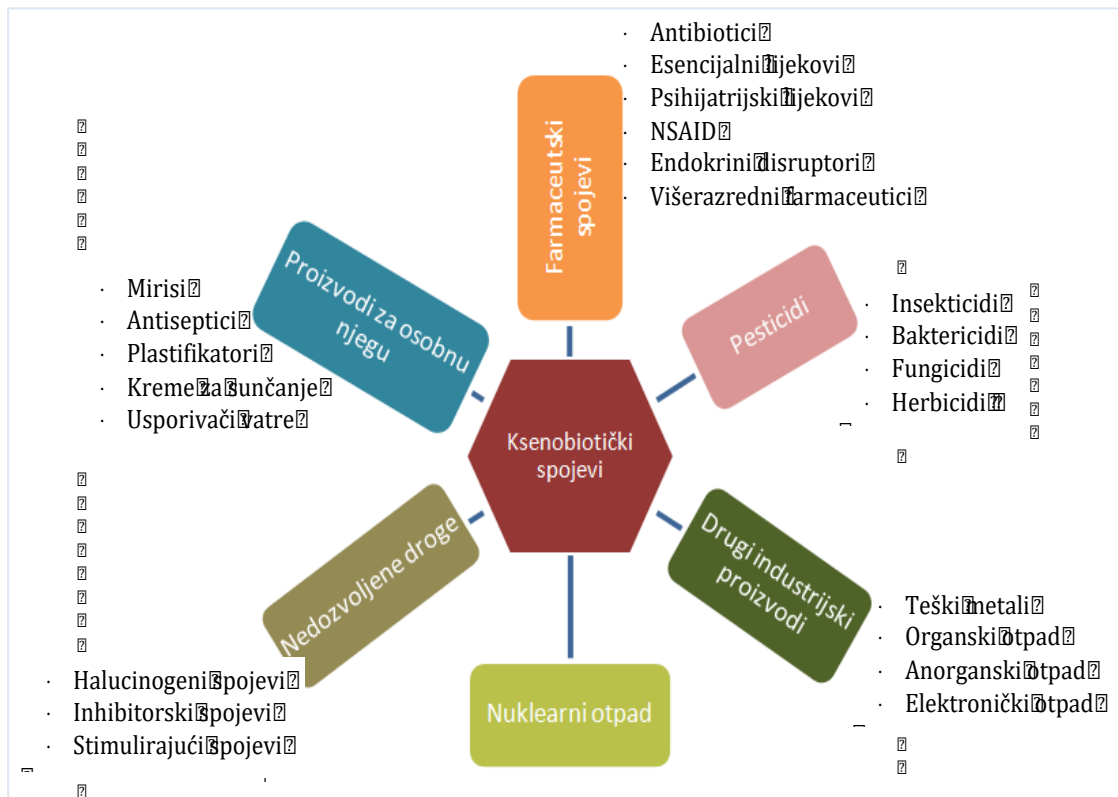 · Antibiotici
· Esencijalni lijekovi
· Psihijatrijski lijekovi
· NSAID
· Endokrini disruptori
· Višerazredni farmaceutici
Farmaceutski
spojevi
Proizvodi za osobnu
njegu
· Mirisi
· Antiseptici
· Plastifikatori
· Kreme za sunčanje
· Usporivači vatre
Pesticidi
· Insekticidi
· Baktericidi
· Fungicidi
· Herbicidi
Ksenobiotički
spojevi
Nedozvoljene droge
· Halucinogeni spojevi
· Inhibitorski spojevi
· Stimulirajući spojevi
Drugi industrijski
proizvodi
· Teški metali
· Organski otpad
· Anorganski otpad
· Elektronički otpad
Nuklearni otpad